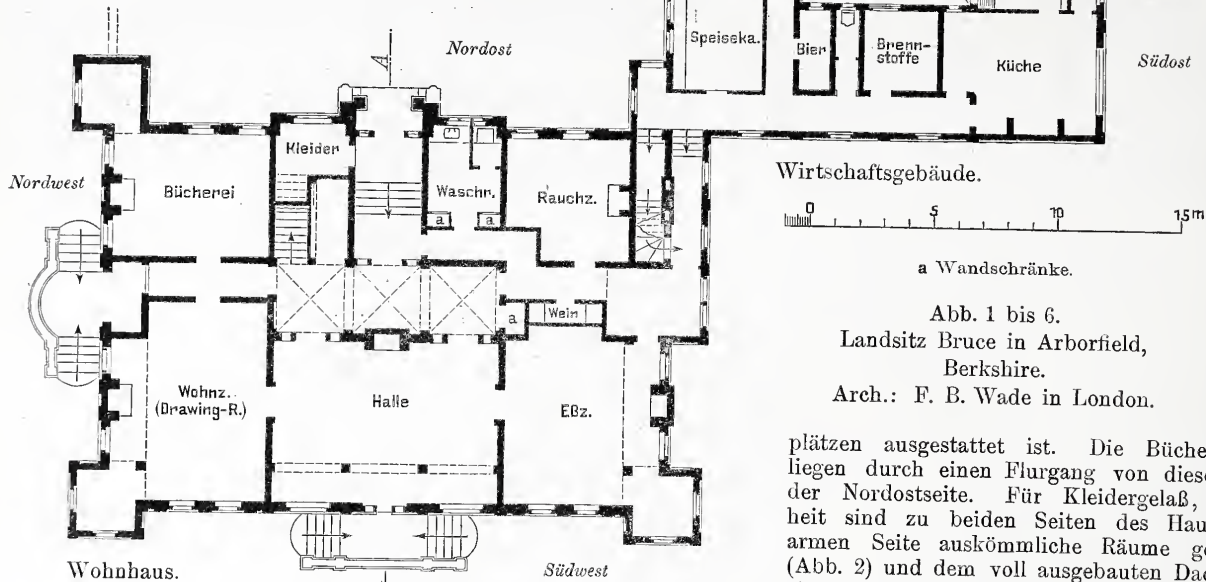 Nordost
Speiseka.
Bier
Brenn-
stoffe
Küche
Südost
Nordwest
Bücherei
Kleider
Waschr.
a
a
Rauchz.
Wirtschaftsgebäude.
0 5 10 15 m
a Wandschränke.
a
Wein
Wohnz.
(Drawing-R.)
Halle
Eßz.
Abb. 1 bis 6.
Landsitz Bruce in Arborfield,
Berkshire.
Arch.: F. B. Wade in London.
plätzen ausgestattet ist. Die Büche
liegen durch einen Flurgang von diese
der Nordostseite. Für Kleidergelaß,
heit sind zu beiden Seiten des Hau
armen Seite auskömmliche Räume ge
(Abb. 2) und dem voll ausgebauten Dac
Wohnhaus.
Südwest